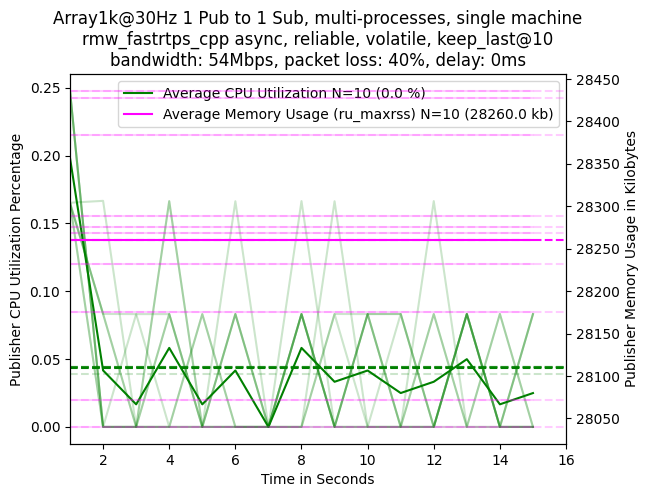 Array1k@30Hz 1 Pub to 1 Sub, multi-processes, single machine
rmw_fastrtps_cpp async, reliable, volatile, keep_last@10
bandwidth: 54Mbps, packet loss: 40%, delay: 0ms
Average CPU Utilization N=10 (0.0 %)
Average Memory Usage (ru_maxrss) N=10 (28260.0 kb)
Publisher CPU Utilization Percentage
0.25
0.20
0.15
0.10
0.05
0.00
28450
28400
28350
28300
28250
28200
28150
28100
28050
Publisher Memory Usage in Kilobytes
2 4 6 8 10 12 14 16
Time in Seconds